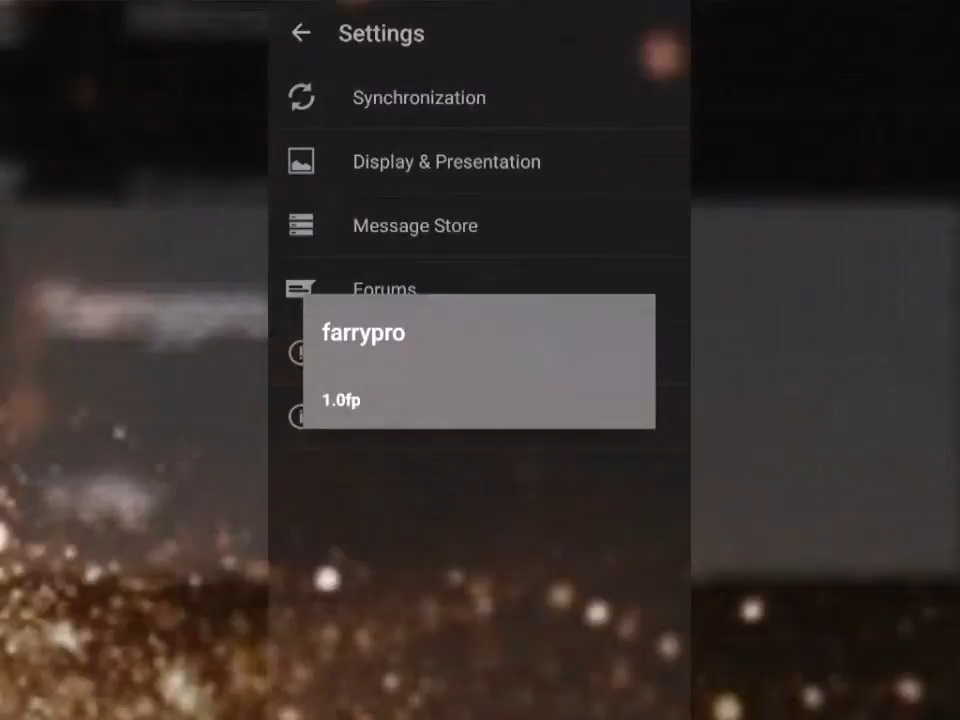 Settings
Synchronization
Display & Presentation
Message Store
Forums
farrypro
1.0fp